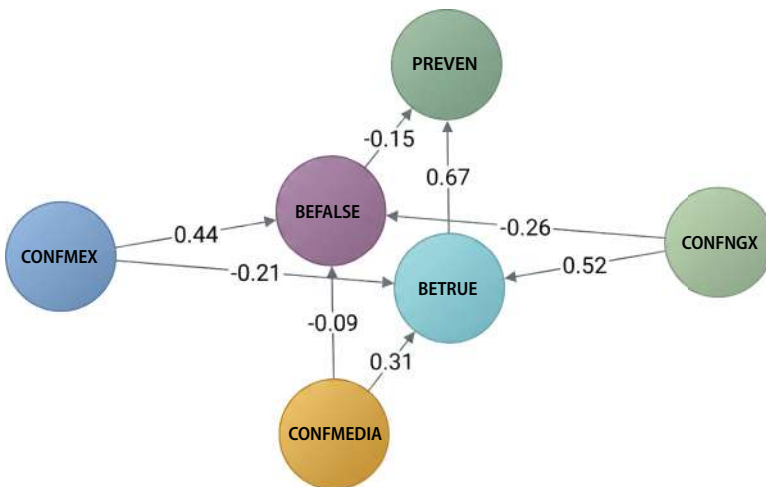 PREVEN
-0.15
0.67
BEFALSE
0.44
-0.26
CONFMEX
CONFNGX
-0.21
0.52
BETRUE
-0.09
0.31
CONFMEDIA